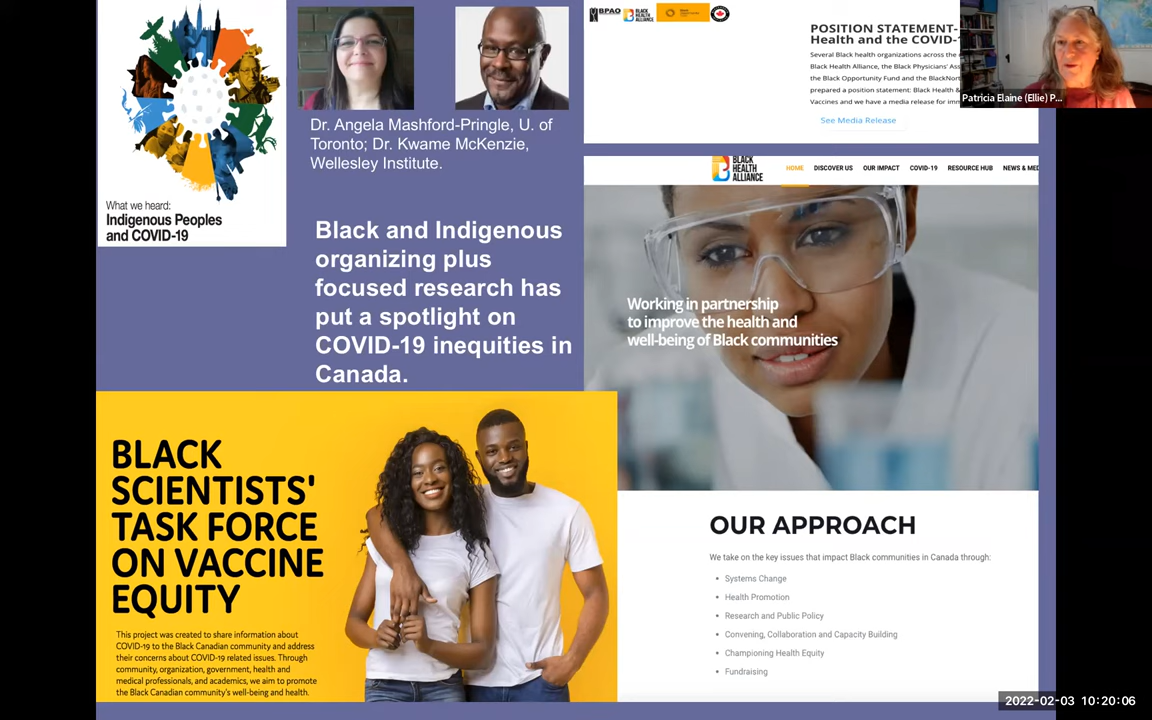 What we heard:
Indigenous Peoples
and COVID-19
Dr. Angela Mashford-Pringle, U. of
Toronto; Dr. Kwame McKenzie,
Wellesley Institute.
Black and Indigenous
organizing plus
focused research has
put a spotlight on
COVID-19 inequities in
Canada.
BPAO
BLACK HEALTH
ALLIANCE
POSITION STATEMENT-
Health and the COVID-
Several Black health organizations across the
Black Health Alliance, the Black Physicians' Ass
the Black Opportunity Fund and the BlackNort
prepared a position statement: Black Health &
Vaccines and we have a media release for imm
See Media Release
Patricia Elaine (Ellie) P...
BLACK
HEALTH
ALLIANCE
HOME DISCOVER US OUR IMPACT COVID-19 RESOURCE HUB NEWS & MED
Working in partnership
to improve the health and
well-being of Black communities
BLACK
SCIENTISTS'
TASK FORCE
ON VACCINE
EQUITY
This project was created to share information about
COVID-19 to the Black Canadian community and address
their concerns about COVID-19 related issues. Through
community, organization, government, health and
medical professionals, and academics, we aim to promote
the Black Canadian community's well-being and health.
OUR APPROACH
We take on the key issues that impact Black communities in Canada through:
• Systems Change
• Health Promotion
• Research and Public Policy
• Convening, Collaboration and Capacity Building
• Championing Health Equity
• Fundraising
2022-02-03 10:20:06